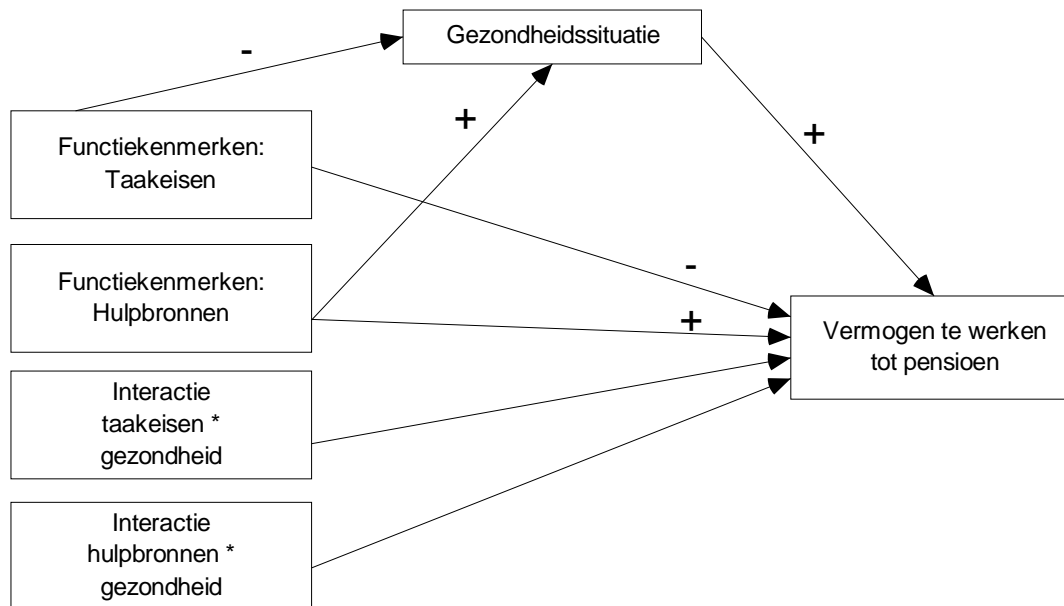 Gezondheidssituatie
-
+
+
Functiekenmerken:
Taakeisen
Functiekenmerken:
Hulpbronnen
-
+
Vermogen te werken
tot pensioen
Interactie
taakeisen *
gezondheid
Interactie
hulpbronnen *
gezondheid